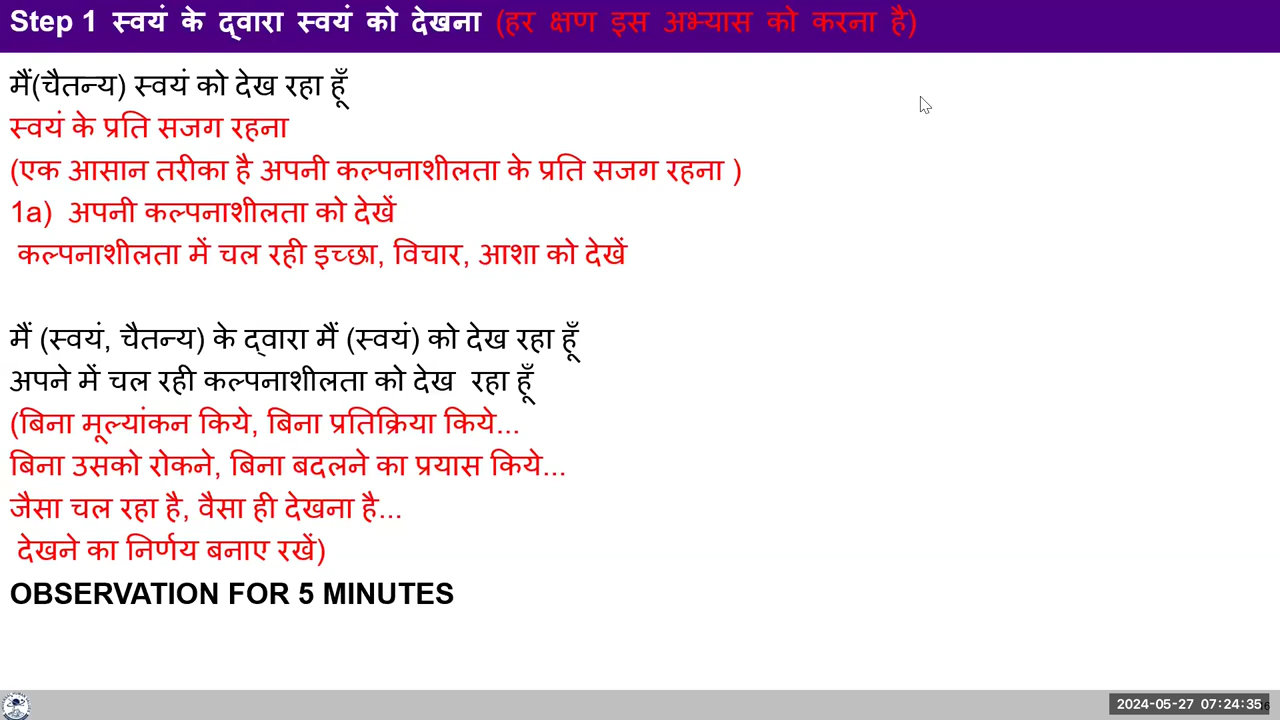 Step 1 स्वयं के द्वारा स्वयं को देखना (हर क्षण इस अभ्यास को करना है)
मैं(चैतन्य) स्वयं को देख रहा हूँ
स्वयं के प्रति सजग रहना
(एक आसान तरीका है अपनी कल्पनाशीलता के प्रति सजग रहना )
1a) अपनी कल्पनाशीलता को देखें
कल्पनाशीलता में चल रही इच्छा, विचार, आशा को देखें
मैं (स्वयं, चैतन्य) के द्वारा मैं (स्वयं) को देख रहा हूँ
अपने में चल रही कल्पनाशीलता को देख रहा हूँ
(बिना मूल्यांकन किये, बिना प्रतिक्रिया किये...
बिना उसको रोकने, बिना बदलने का प्रयास किये...
जैसा चल रहा है, वैसा ही देखना है...
देखने का निर्णय बनाए रखें)
OBSERVATION FOR 5 MINUTES
2024-05-27 07:24:35